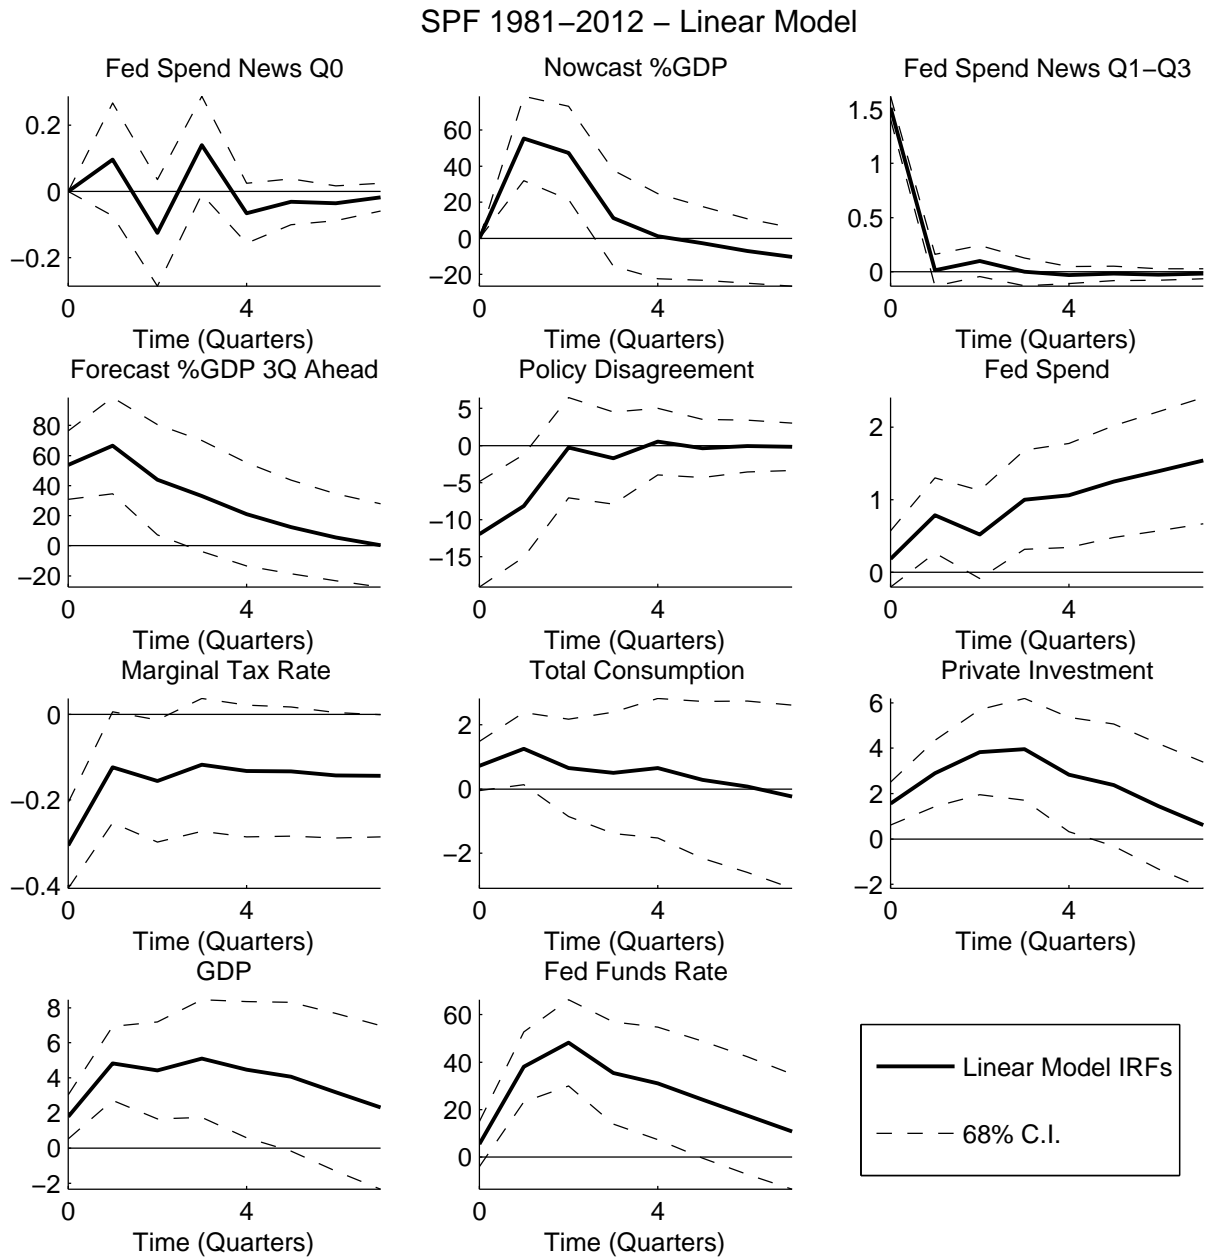 SPF 1981−2012 − Linear Model
Fed Spend News Q0
0.2
0
−0.2
0
4
Time (Quarters)
Nowcast %GDP
60
40
20
0
−20
0
4
Time (Quarters)
Fed Spend News Q1−Q3
1.5
1
0.5
0
0
4
Time (Quarters)
Forecast %GDP 3Q Ahead
80
60
40
20
0
−20
0
4
Time (Quarters)
Policy Disagreement
5
0
−5
−10
−15
0
4
Time (Quarters)
Fed Spend
2
1
0
0
4
Time (Quarters)
Marginal Tax Rate
0
−0.2
−0.4
0
4
Time (Quarters)
Total Consumption
2
0
−2
0
4
Time (Quarters)
Private Investment
6
4
2
0
−2
0
4
Time (Quarters)
GDP
8
6
4
2
0
−2
0
4
Time (Quarters)
Fed Funds Rate
60
40
20
0
0
4
Time (Quarters)
Linear Model IRFs
68% C.I.